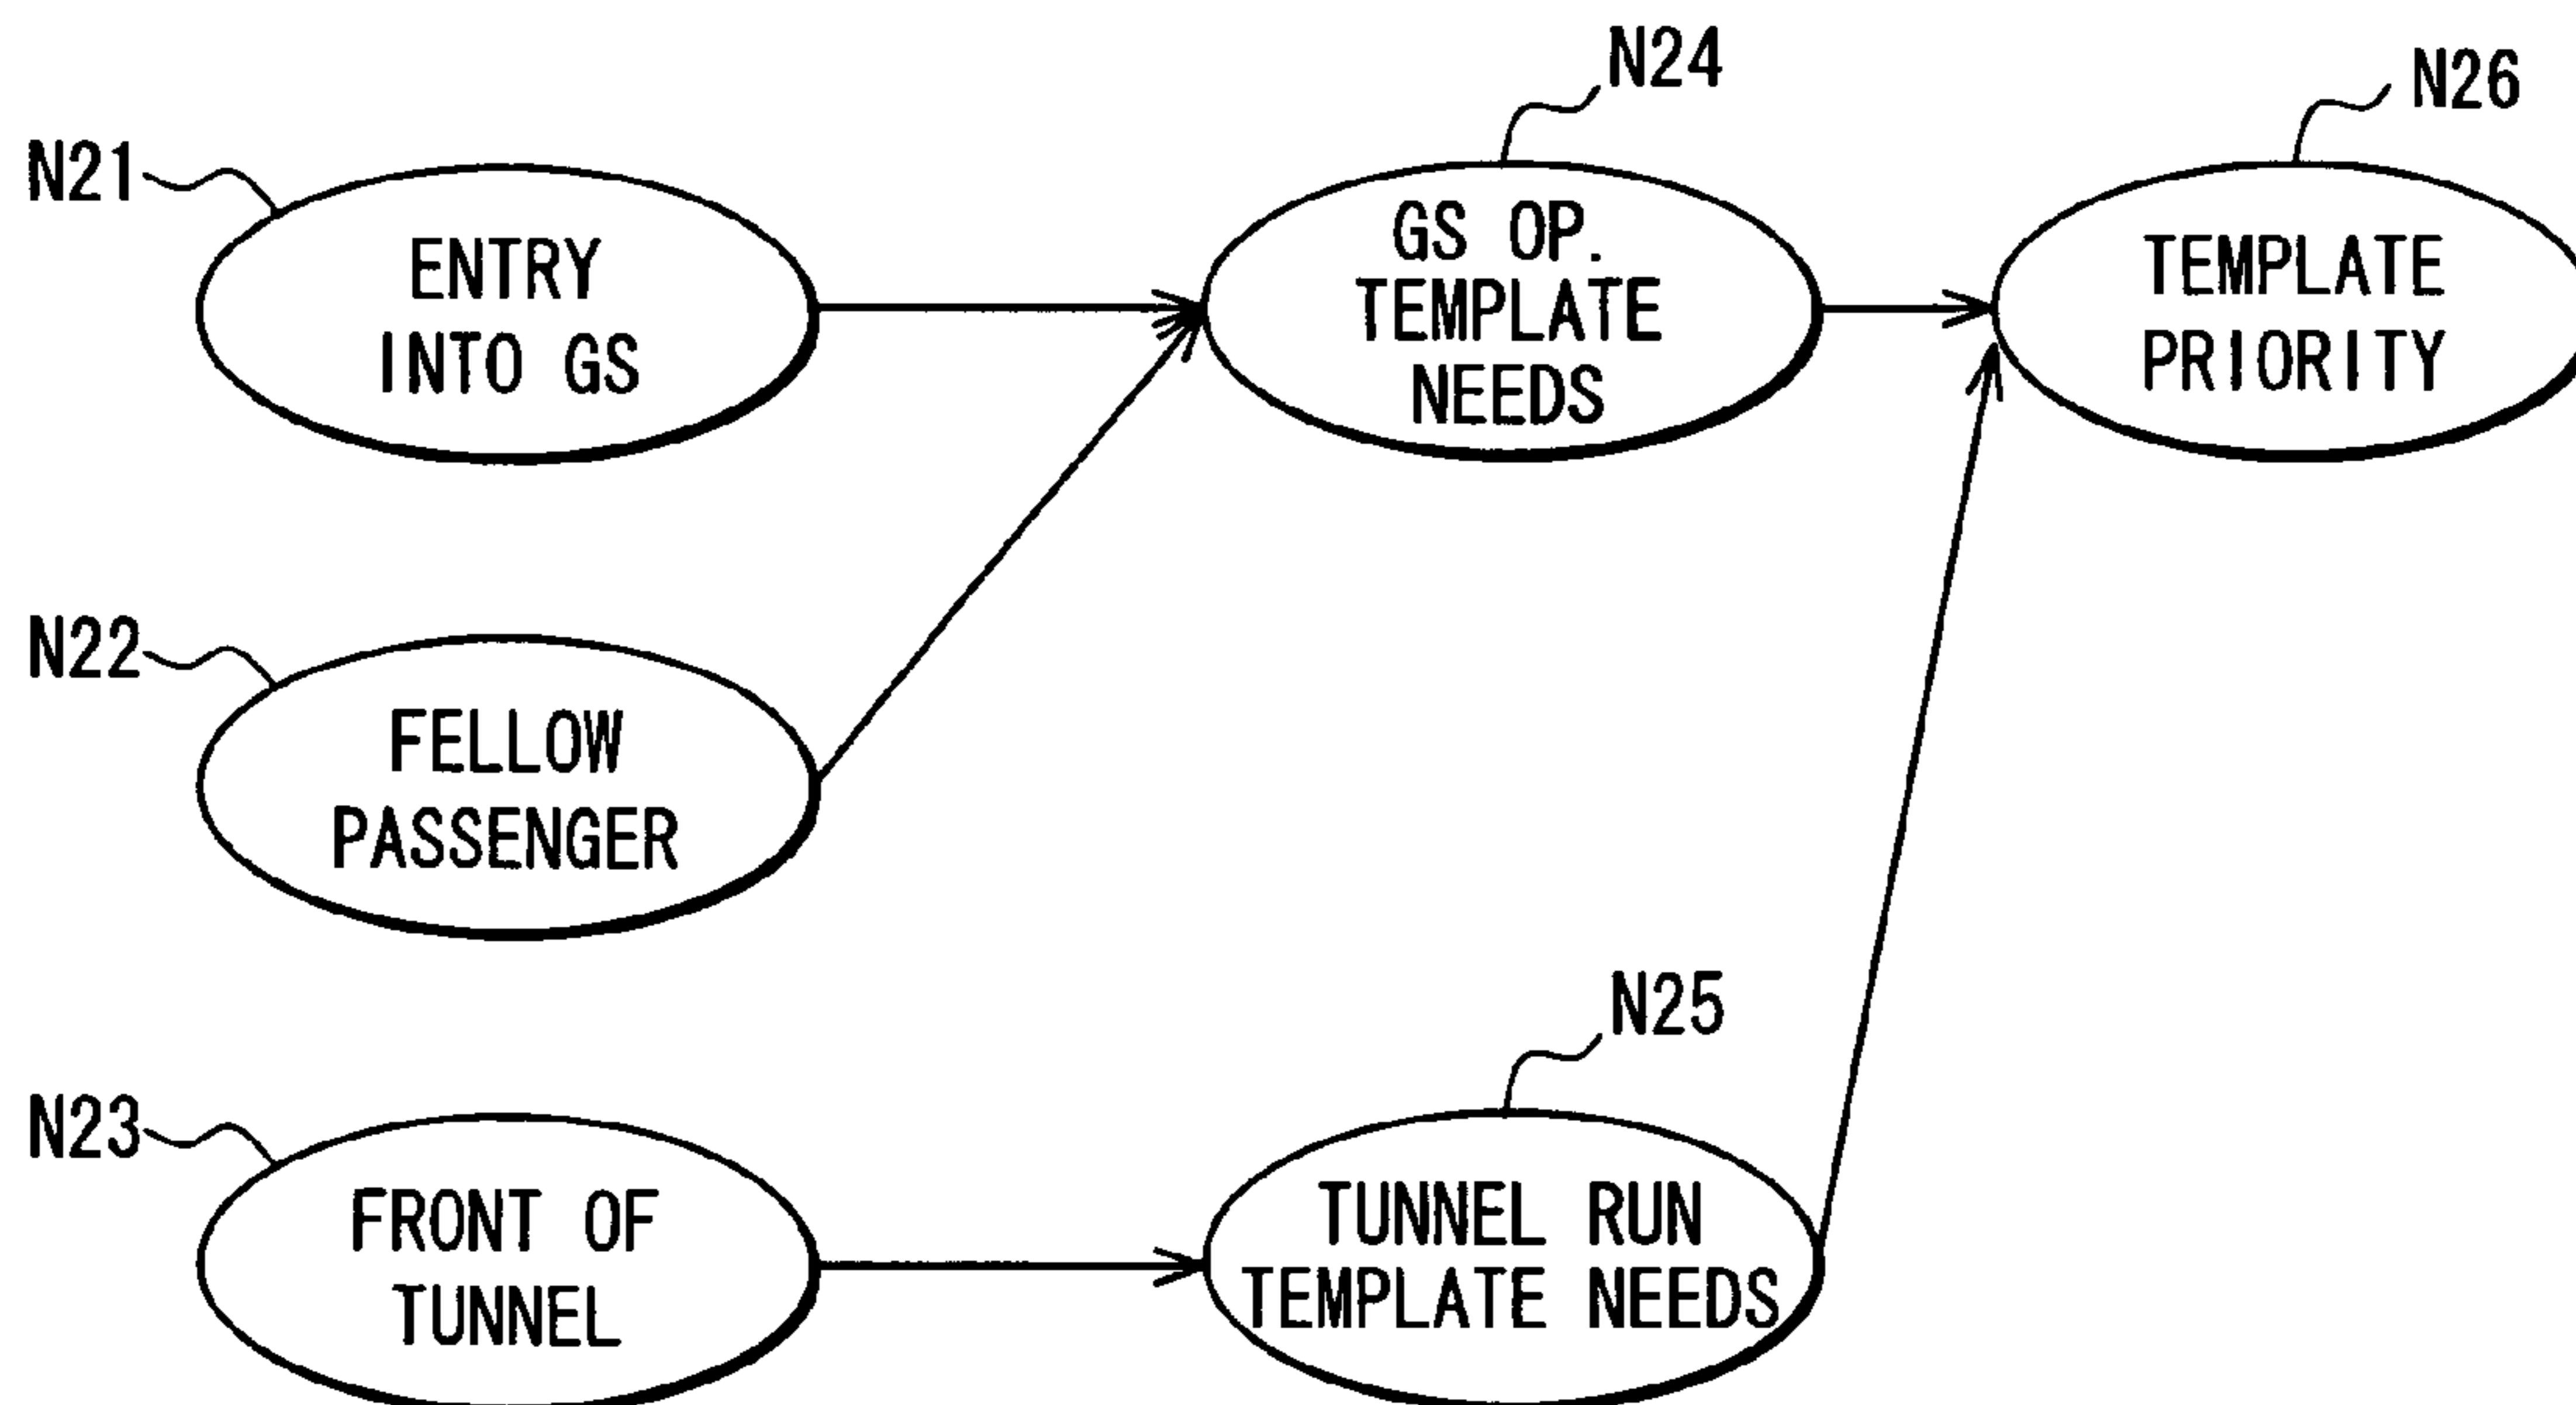 N21
ENTRY
INTO GS
N24
GS OP.
TEMPLATE
NEEDS
N26
TEMPLATE
PRIORITY
N22
FELLOW
PASSENGER
N23
FRONT OF
TUNNEL
N25
TUNNEL RUN
TEMPLATE NEEDS